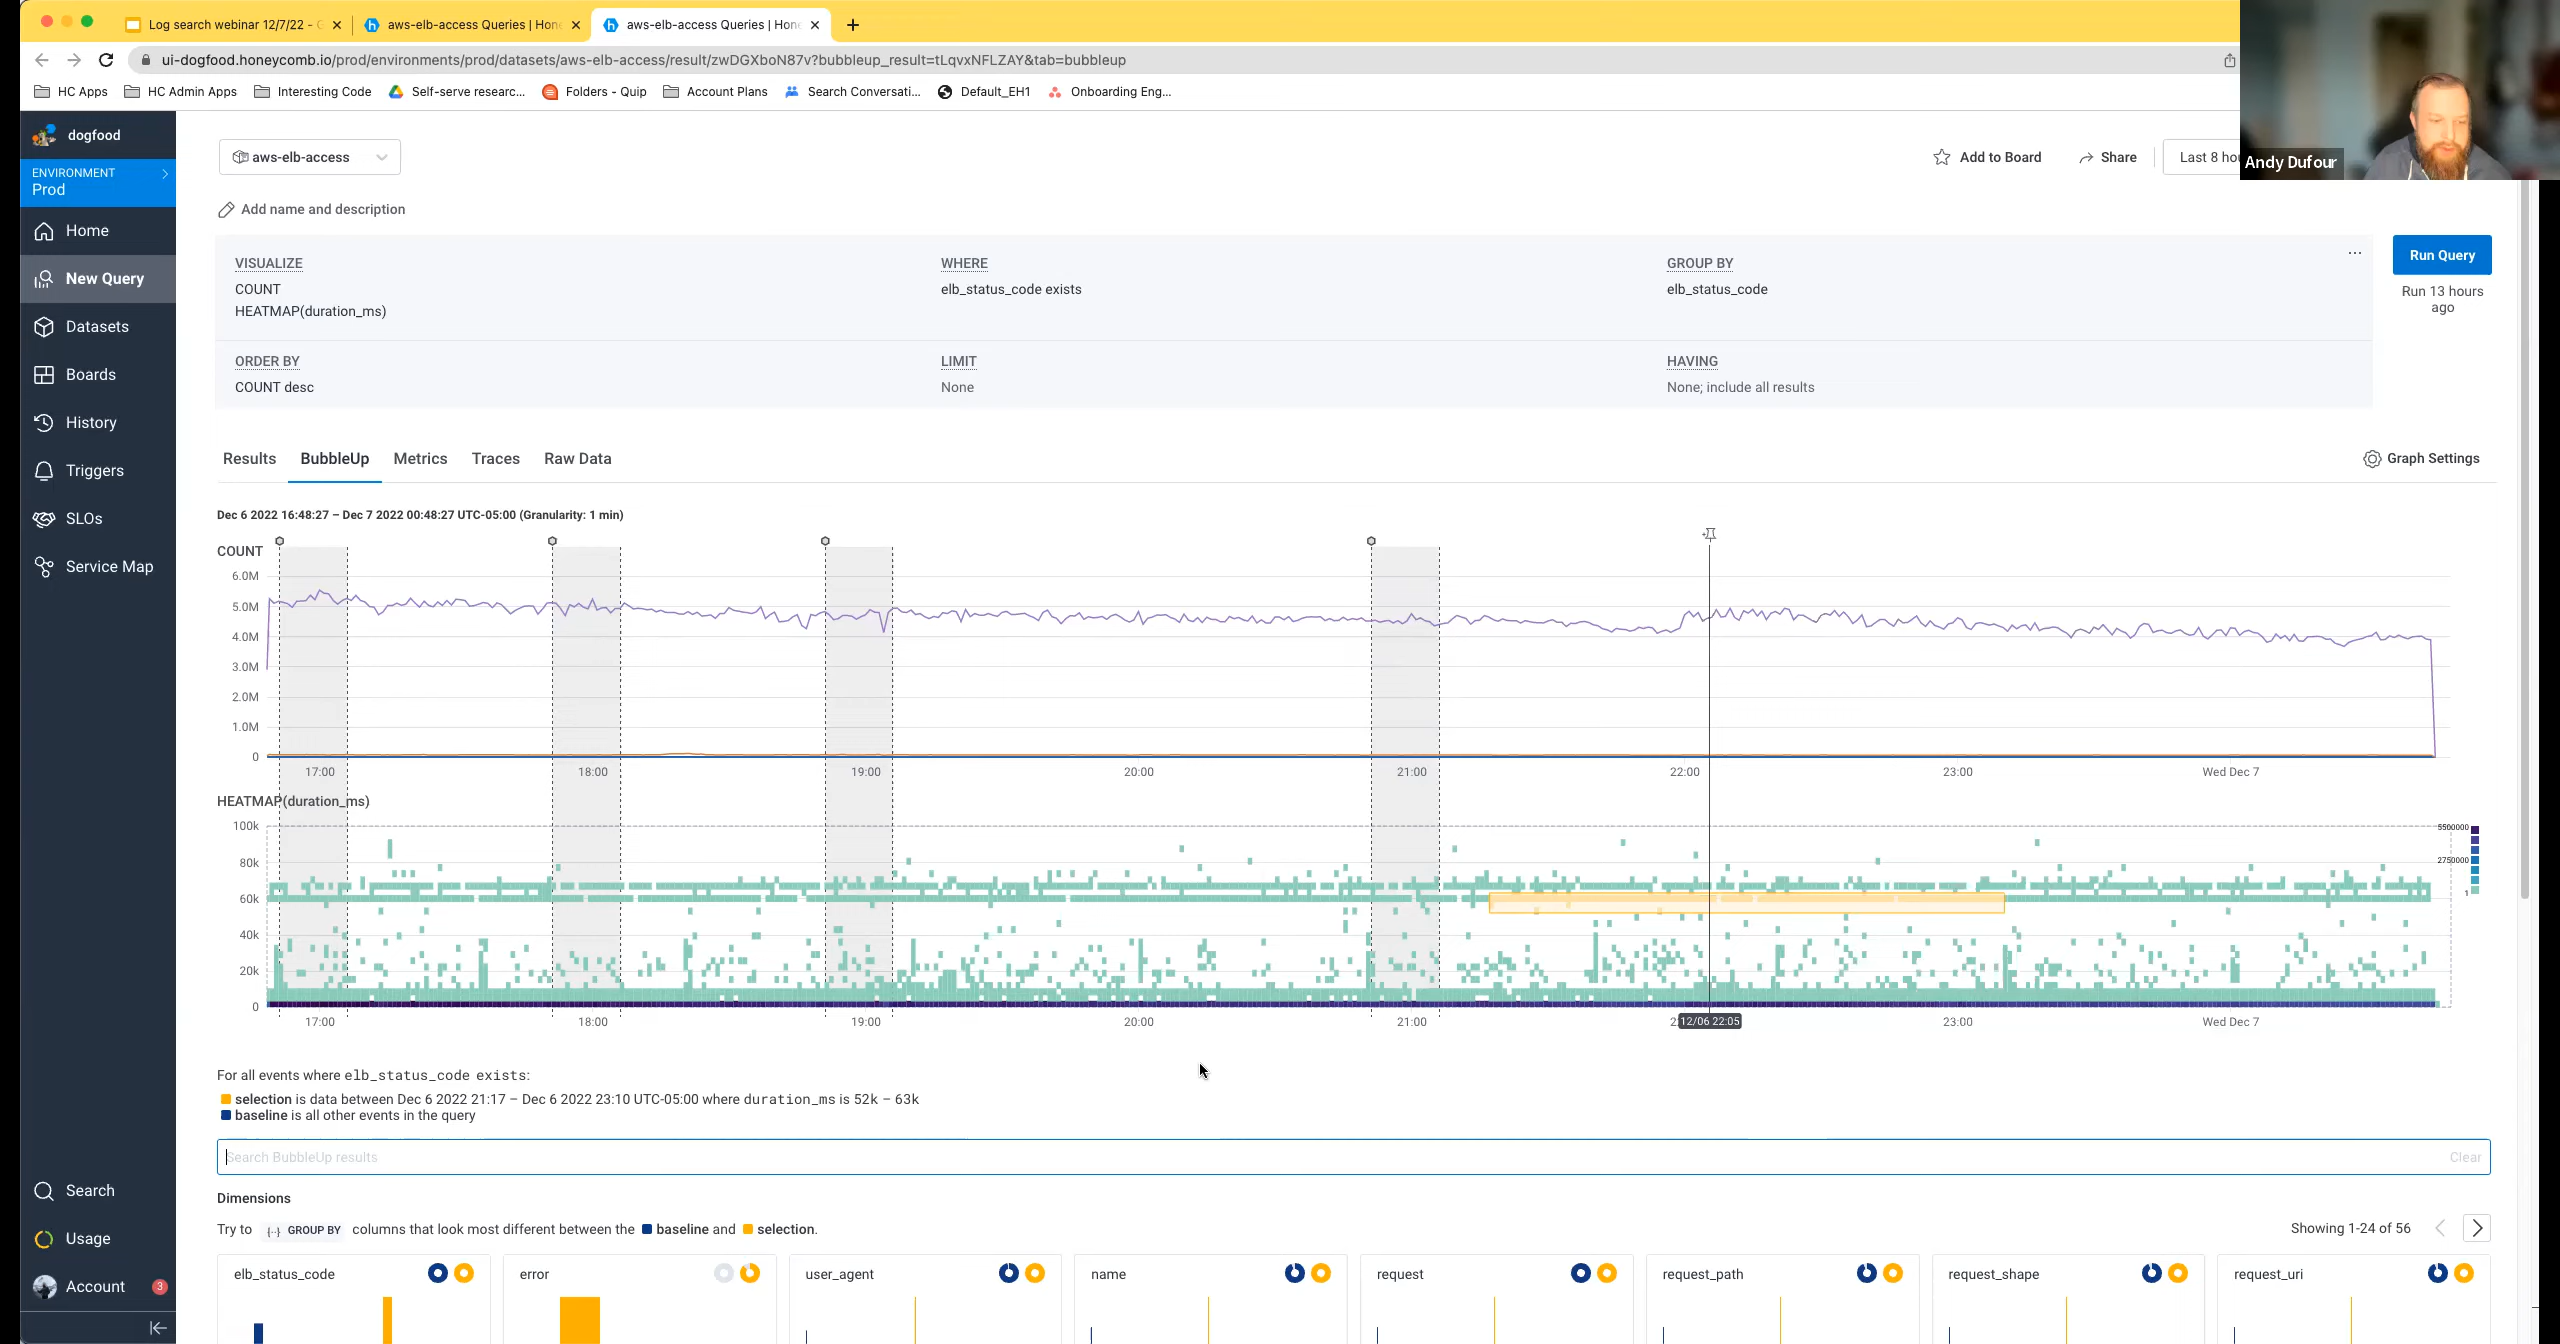 Log search webinar 12/7/22 - G
aws-elb-access Queries | Hone
aws-elb-access Queries | Hone
ui-dogfood.honeycomb.io/prod/environments/prod/datasets/aws-elb-access/result/zwDGXboN87v?bubbleup_result=tLqvxNFLZAY&tab=bubbleup
HC Apps
HC Admin Apps
Interesting Code
Self-serve researc...
Folders - Quip
Account Plans
Search Conversati...
Default_EH1
Onboarding Eng...
Andy Dufour
dogfood
ENVIRONMENT
Prod
Home
New Query
Datasets
Boards
History
Triggers
SLOs
Service Map
Search
Usage
Account 3
aws-elb-access
Add to Board
Share
Last 8 hou
Add name and description
VISUALIZE
COUNT
HEATMAP(duration_ms)
WHERE
elb_status_code exists
GROUP BY
elb_status_code
...
Run Query
Run 13 hours
ago
ORDER BY
COUNT desc
LIMIT
None
HAVING
None; include all results
Results
BubbleUp
Metrics
Traces
Raw Data
Graph Settings
Dec 6 2022 16:48:27 – Dec 7 2022 00:48:27 UTC-05:00 (Granularity: 1 min)
COUNT
6.0M
5.0M
4.0M
3.0M
2.0M
1.0M
0
17:00 18:00 19:00 20:00 21:00 22:00 23:00 Wed Dec 7
HEATMAP(duration_ms)
100k
80k
60k
40k
20k
0
5500000
2750000
1
17:00 18:00 19:00 20:00 21:00 12/06 22:05 23:00 Wed Dec 7
For all events where elb_status_code exists:
selection is data between Dec 6 2022 21:17 – Dec 6 2022 23:10 UTC-05:00 where duration_ms is 52k – 63k
baseline is all other events in the query
Search BubbleUp results
Clear
Dimensions
Try to {··} GROUP BY columns that look most different between the baseline and selection.
Showing 1-24 of 56
elb_status_code
error
user_agent
name
request
request_path
request_shape
request_uri